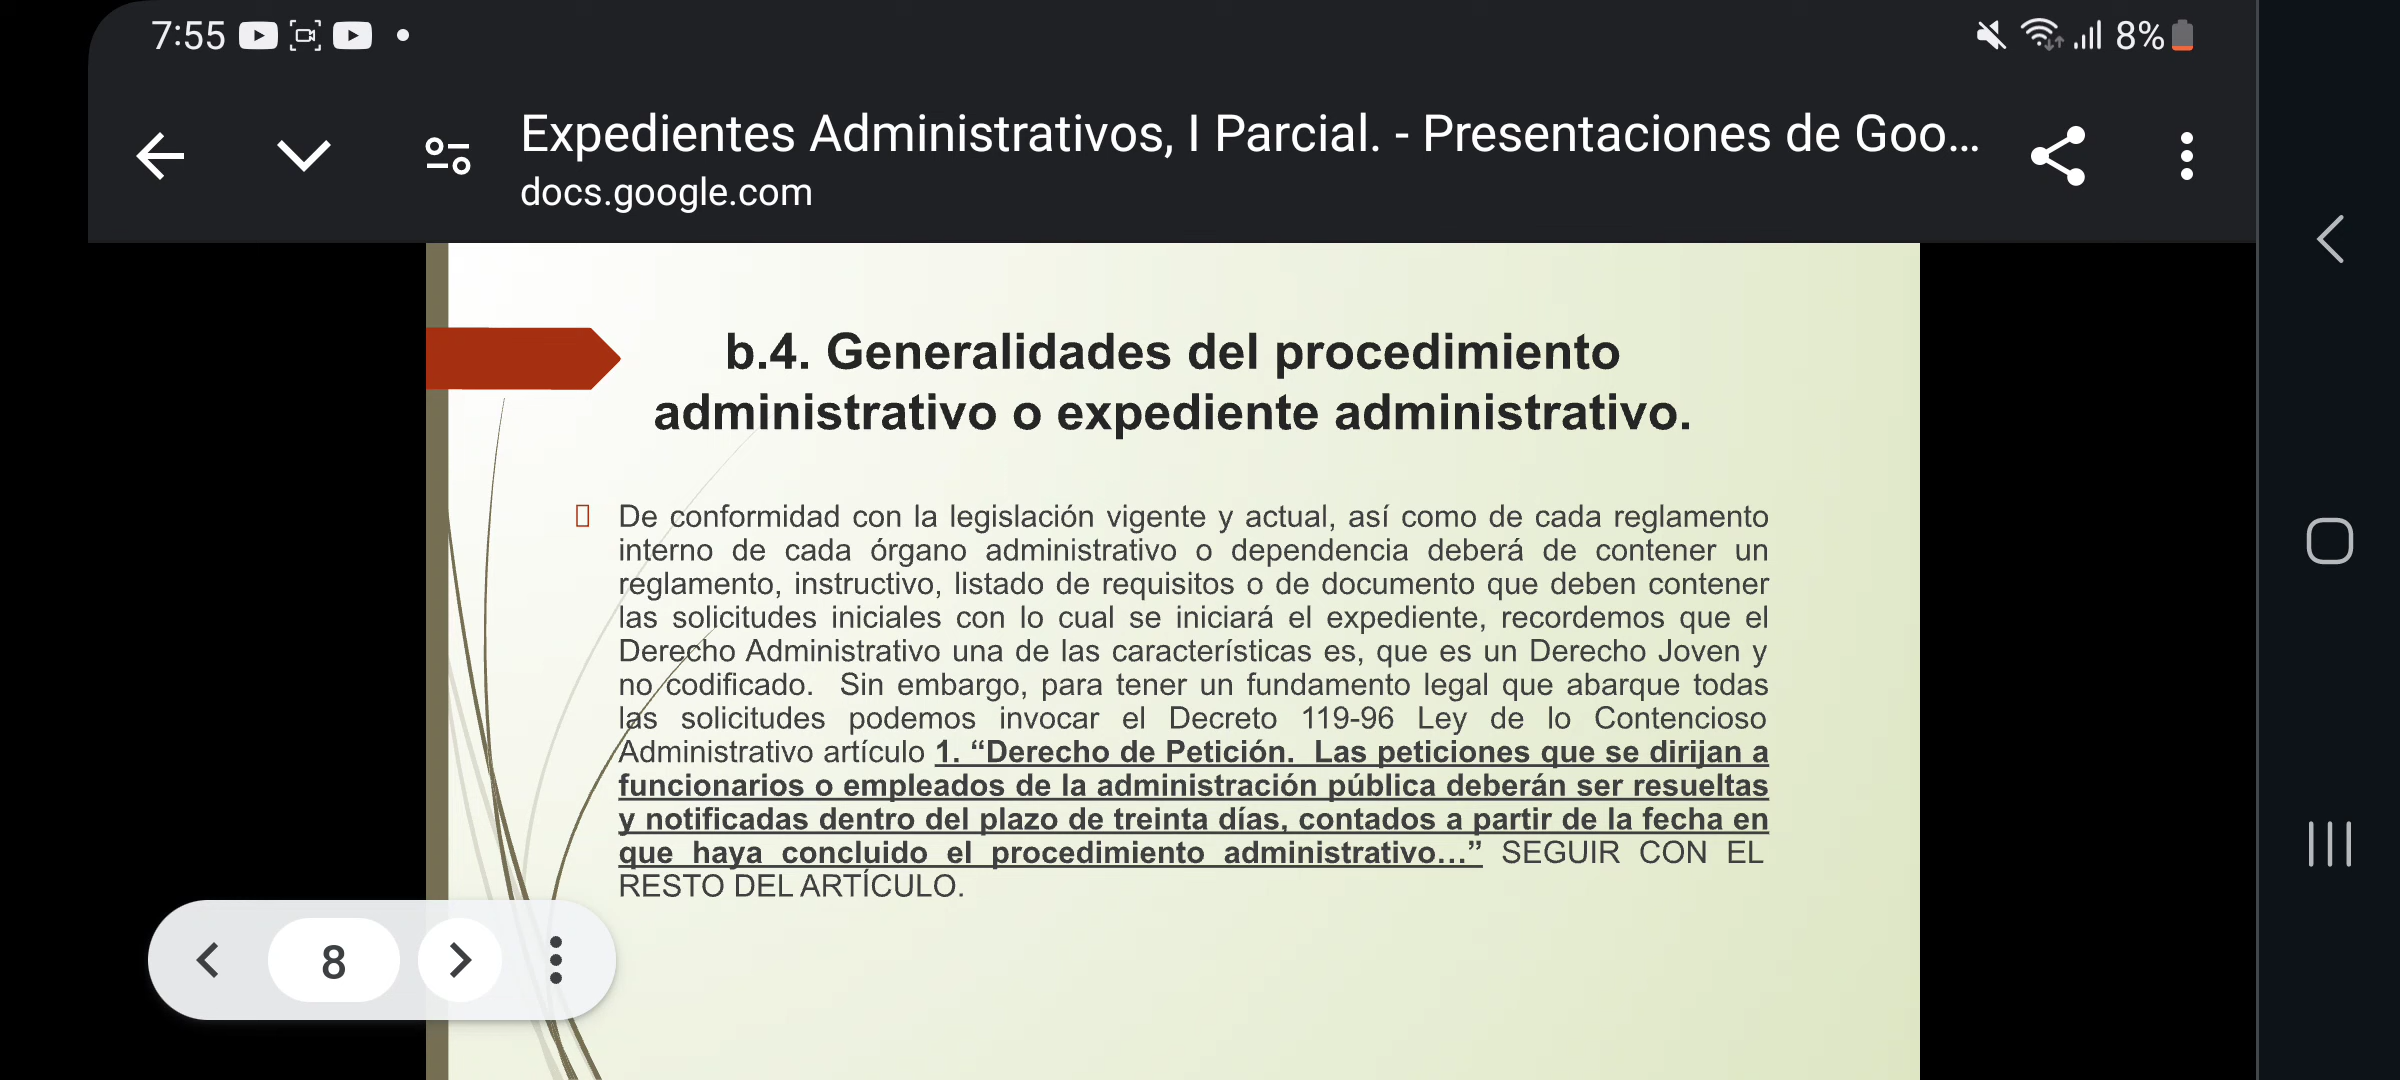 7:55
8%
Expedientes Administrativos, I Parcial. - Presentaciones de Goo...
docs.google.com
b.4. Generalidades del procedimiento
administrativo o expediente administrativo.
De conformidad con la legislación vigente y actual, así como de cada reglamento
interno de cada órgano administrativo o dependencia deberá de contener un
reglamento, instructivo, listado de requisitos o de documento que deben contener
las solicitudes iniciales con lo cual se iniciará el expediente, recordemos que el
Derecho Administrativo una de las características es, que es un Derecho Joven y
no codificado.  Sin embargo, para tener un fundamento legal que abarque todas
las solicitudes podemos invocar el Decreto 119-96 Ley de lo Contencioso
Administrativo artículo 1. “Derecho de Petición.  Las peticiones que se dirijan a
funcionarios o empleados de la administración pública deberán ser resueltas
y notificadas dentro del plazo de treinta días, contados a partir de la fecha en
que haya concluido el procedimiento administrativo…” SEGUIR CON EL
RESTO DEL ARTÍCULO.
8